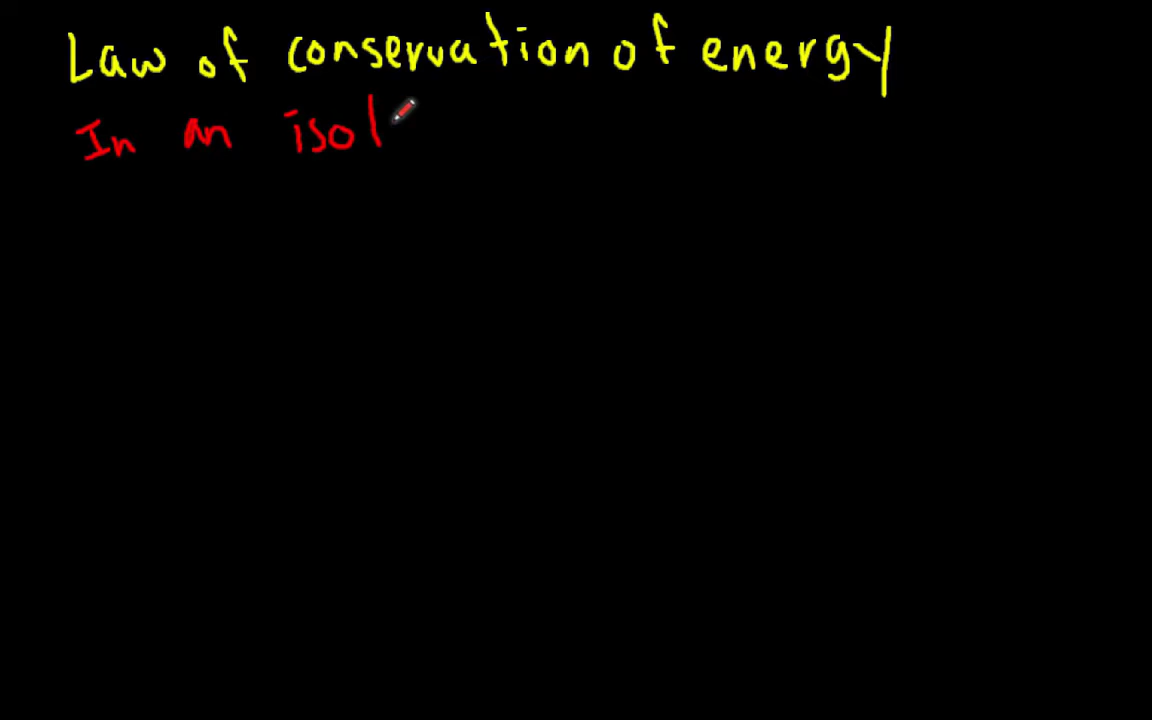 Law of conservation of energy
In an isol